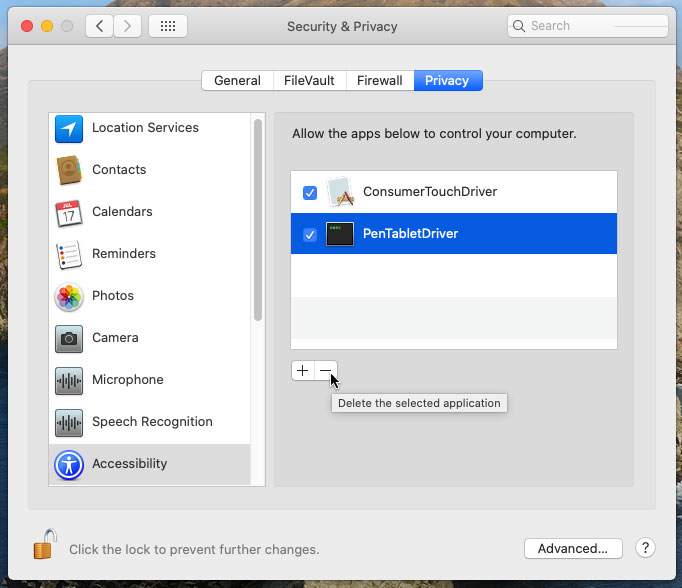 Security & Privacy
Search
General
FileVault
Firewall
Privacy
Location Services
Contacts
JUL
17
Calendars
Reminders
Photos
Camera
Microphone
Speech Recognition
Accessibility
Allow the apps below to control your computer.
ConsumerTouchDriver
PenTabletDriver
Delete the selected application
Click the lock to prevent further changes.
Advanced...
?